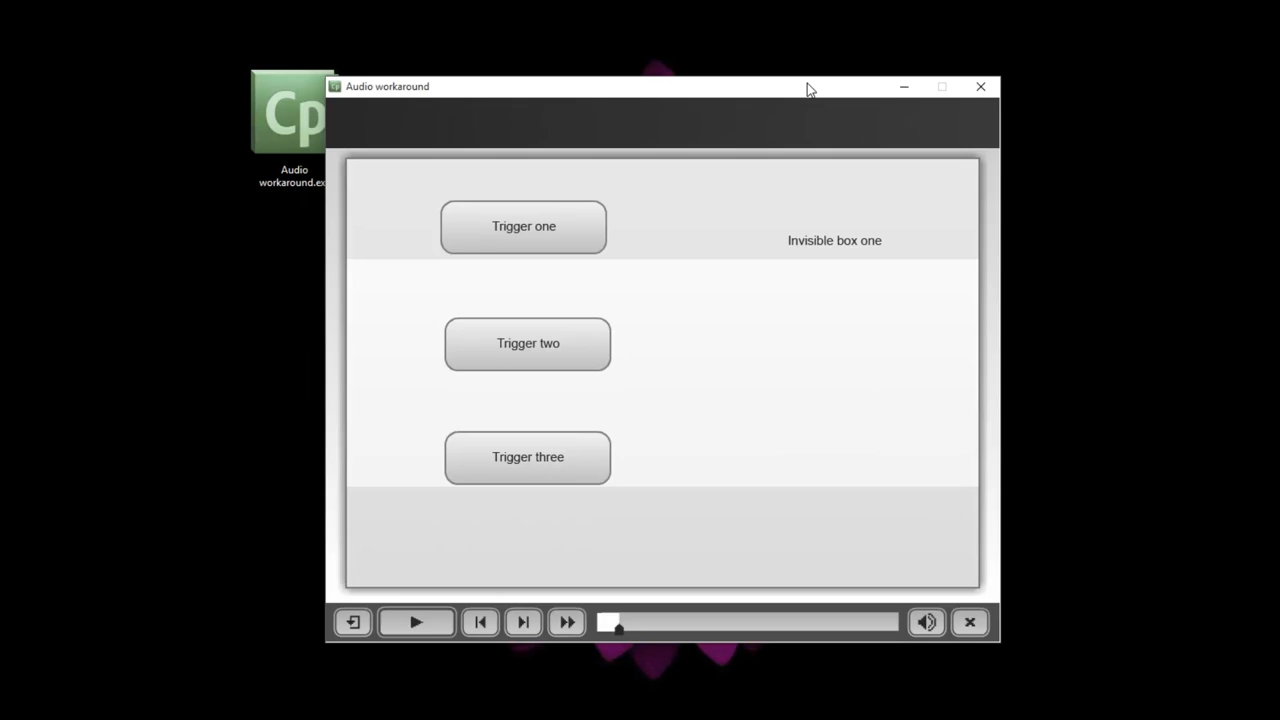 Cp
Audio
workaround.ex
Audio workaround
Trigger one
Invisible box one
Trigger two
Trigger three